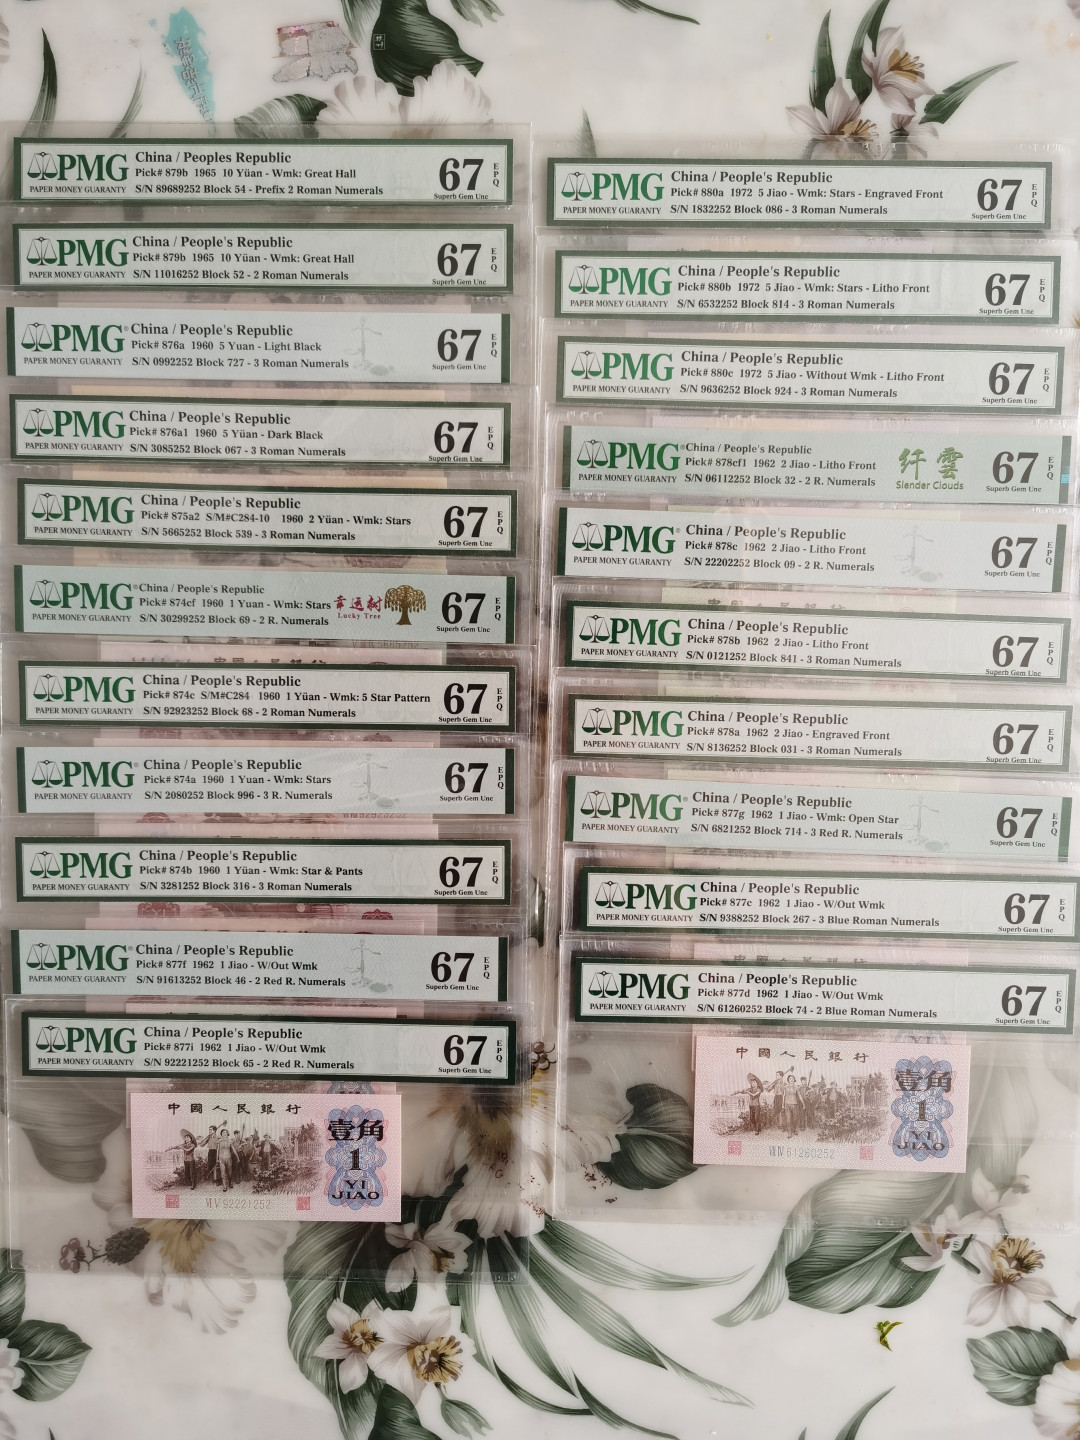 PMG
PAPER MONEY GUARANTY
China / Peoples Republic
Pick# 879b 1965 10 Yüan - Wmk: Great Hall
S/N 89689252 Block 54 - Prefix 2 Roman Numerals
67 EPQ
Superb Gem Unc
PMG
PAPER MONEY GUARANTY
China / People's Republic
Pick# 879b 1965 10 Yüan - Wmk: Great Hall
S/N 11016252 Block 52 - 2 Roman Numerals
67 EPQ
Superb Gem Unc
PMG®
PAPER MONEY GUARANTY
China / People's Republic
Pick# 876a 1960 5 Yuan - Light Black
S/N 0992252 Block 727 - 3 Roman Numerals
67 EPQ
Superb Gem Unc
PMG
PAPER MONEY GUARANTY
China / People's Republic
Pick# 876a1 1960 5 Yüan - Dark Black
S/N 3085252 Block 067 - 3 Roman Numerals
67 EPQ
Superb Gem Unc
PMG
PAPER MONEY GUARANTY
China / People's Republic
Pick# 875a2 S/M#C284-10 1960 2 Yüan - Wmk: Stars
S/N 5665252 Block 539 - 3 Roman Numerals
67 EPQ
Superb Gem Unc
PMG®
PAPER MONEY GUARANTY
China / People's Republic
Pick# 874cf 1960 1 Yuan - Wmk: Stars
S/N 30299252 Block 69 - 2 R. Numerals
幸运树
Lucky Tree
67 EPQ
Superb Gem Unc
PMG
PAPER MONEY GUARANTY
China / People's Republic
Pick# 874c S/M#C284 1960 1 Yüan - Wmk: 5 Star Pattern
S/N 92923252 Block 68 - 2 Roman Numerals
67 EPQ
Superb Gem Unc
PMG®
PAPER MONEY GUARANTY
China / People's Republic
Pick# 874a 1960 1 Yuan - Wmk: Stars
S/N 2080252 Block 996 - 3 R. Numerals
67 EPQ
Superb Gem Unc
PMG
PAPER MONEY GUARANTY
China / People's Republic
Pick# 874b 1960 1 Yüan - Wmk: Star & Pants
S/N 3281252 Block 316 - 3 Roman Numerals
67 EPQ
Superb Gem Unc
PMG®
PAPER MONEY GUARANTY
China / People's Republic
Pick# 877f 1962 1 Jiao - W/Out Wmk
S/N 91613252 Block 46 - 2 Red R. Numerals
67 EPQ
Superb Gem Unc
PMG
PAPER MONEY GUARANTY
China / People's Republic
Pick# 877i 1962 1 Jiao - W/Out Wmk
S/N 92221252 Block 65 - 2 Red R. Numerals
67 EPQ
Superb Gem Unc
中國人民銀行
壹角
1
YI
JIAO
Ⅵ Ⅴ 92221252
PMG
PAPER MONEY GUARANTY
China / People's Republic
Pick# 880a 1972 5 Jiao - Wmk: Stars - Engraved Front
S/N 1832252 Block 086 - 3 Roman Numerals
67 EPQ
Superb Gem Unc
PMG
PAPER MONEY GUARANTY
China / People's Republic
Pick# 880b 1972 5 Jiao - Wmk: Stars - Litho Front
S/N 6532252 Block 814 - 3 Roman Numerals
67 EPQ
Superb Gem Unc
PMG
PAPER MONEY GUARANTY
China / People's Republic
Pick# 880c 1972 5 Jiao - Without Wmk - Litho Front
S/N 9636252 Block 924 - 3 Roman Numerals
67 EPQ
Superb Gem Unc
PMG®
PAPER MONEY GUARANTY
China / People's Republic
Pick# 878cf1 1962 2 Jiao - Litho Front
S/N 06112252 Block 32 - 2 R. Numerals
纤雲
Slender Clouds
67 EPQ
Superb Gem Unc
PMG®
PAPER MONEY GUARANTY
China / People's Republic
Pick# 878c 1962 2 Jiao - Litho Front
S/N 22202252 Block 09 - 2 R. Numerals
67 EPQ
Superb Gem Unc
PMG
PAPER MONEY GUARANTY
China / People's Republic
Pick# 878b 1962 2 Jiao - Litho Front
S/N 0121252 Block 841 - 3 Roman Numerals
67 EPQ
Superb Gem Unc
PMG
PAPER MONEY GUARANTY
China / People's Republic
Pick# 878a 1962 2 Jiao - Engraved Front
S/N 8136252 Block 031 - 3 Roman Numerals
67 EPQ
Superb Gem Unc
PMG®
PAPER MONEY GUARANTY
China / People's Republic
Pick# 877g 1962 1 Jiao - Wmk: Open Star
S/N 6821252 Block 714 - 3 Red R. Numerals
67 EPQ
Superb Gem Unc
PMG
PAPER MONEY GUARANTY
China / People's Republic
Pick# 877c 1962 1 Jiao - W/Out Wmk
S/N 9388252 Block 267 - 3 Blue Roman Numerals
67 EPQ
Superb Gem Unc
PMG
PAPER MONEY GUARANTY
China / People's Republic
Pick# 877d 1962 1 Jiao - W/Out Wmk
S/N 61260252 Block 74 - 2 Blue Roman Numerals
67 EPQ
Superb Gem Unc
中國人民銀行
壹角
1
YI
JIAO
Ⅶ Ⅳ 61260252